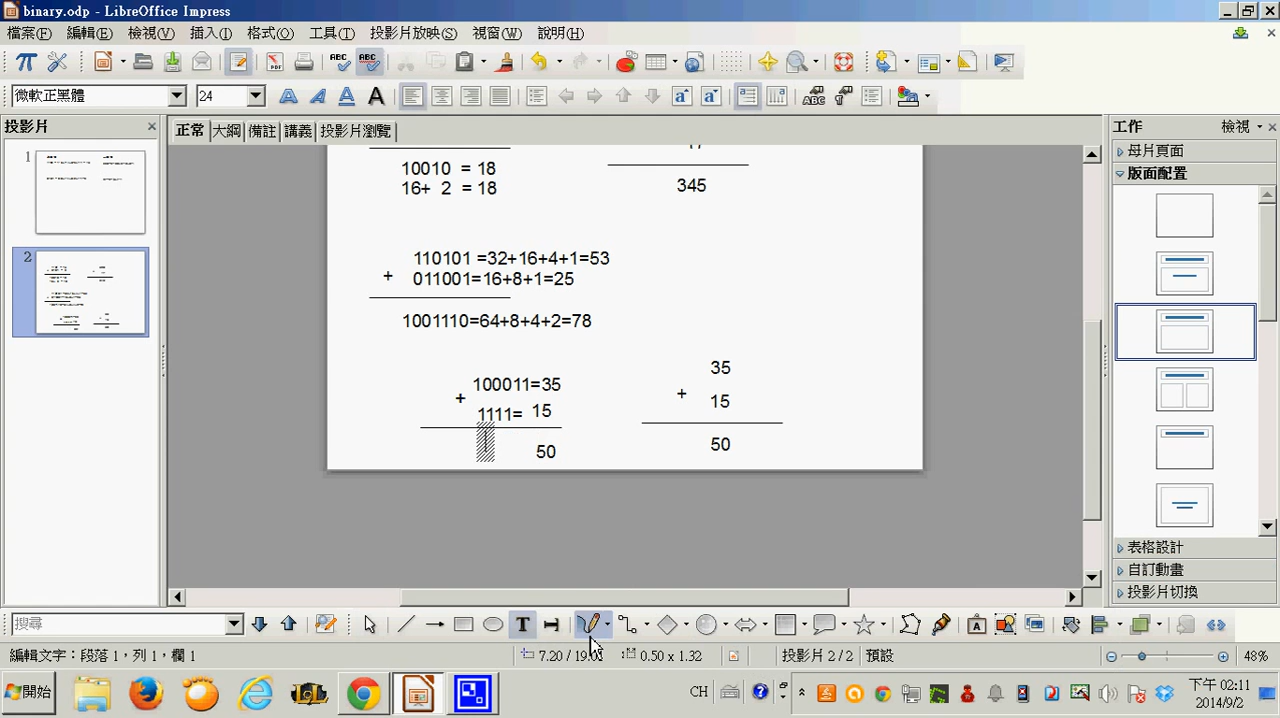 binary.odp - LibreOffice Impress
檔案(F) 編輯(E) 檢視(V) 插入(I) 格式(O) 工具(T) 投影片放映(S) 視窗(W) 說明(H)
微軟正黑體 24
投影片
正常 大綱 備註 講義 投影片瀏覽
工作 檢視
母片頁面
版面配置
1
2
10010 = 18
16+ 2 = 18
345
110101 =32+16+4+1=53
+
011001=16+8+1=25
1001110=64+8+4+2=78
100011=35
+
1111= 15
50
35
+
15
50
表格設計
自訂動畫
投影片切換
搜尋
編輯文字：段落 1，列 1，欄 1
0.50 x 1.32
投影片 2 / 2
預設
48%
開始
CH
下午 02:11
2014/9/2